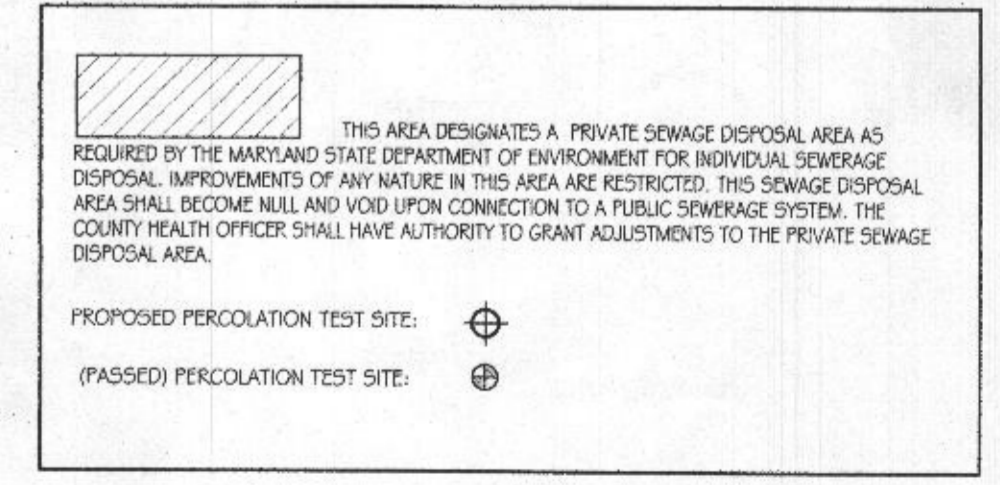 THIS AREA DESIGNATES A PRIVATE SEWAGE DISPOSAL AREA AS
REQUIRED BY THE MARYLAND STATE DEPARTMENT OF ENVIRONMENT FOR INDIVIDUAL SEWERAGE
DISPOSAL. IMPROVEMENTS OF ANY NATURE IN THIS AREA ARE RESTRICTED. THIS SEWAGE DISPOSAL
AREA SHALL BECOME NULL AND VOID UPON CONNECTION TO A PUBLIC SEWERAGE SYSTEM. THE
COUNTY HEALTH OFFICER SHALL HAVE AUTHORITY TO GRANT ADJUSTMENTS TO THE PRIVATE SEWAGE
DISPOSAL AREA.
PROPOSED PERCOLATION TEST SITE:
(PASSED) PERCOLATION TEST SITE: